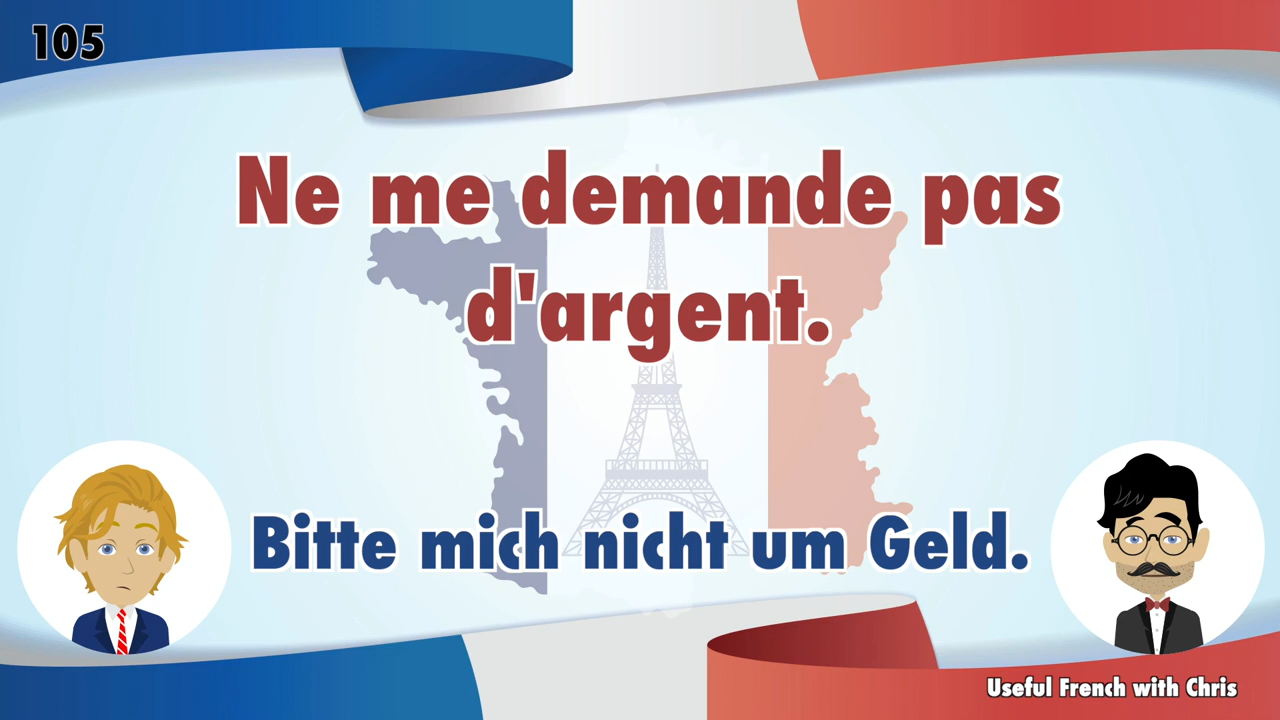 105
Ne me demande pas
d'argent.
Bitte mich nicht um Geld.
Useful French with Chris